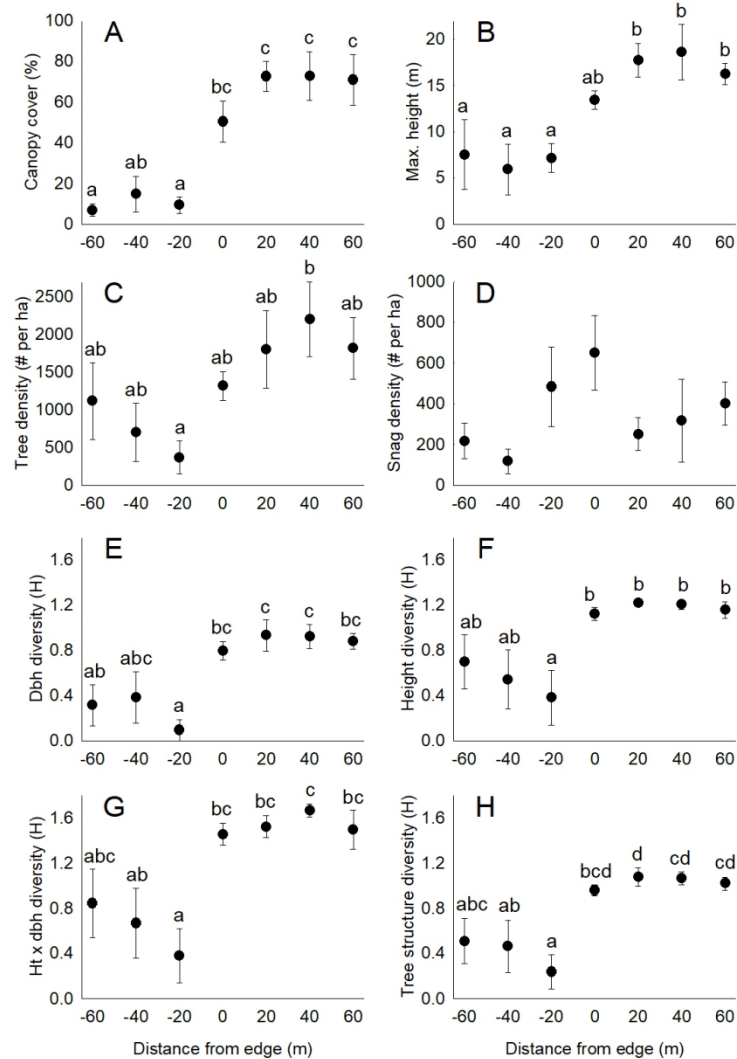 A
Canopy cover (%)
100
80
60
40
20
0
a
ab
a
bc
c
c
c
-60 -40 -20 0 20 40 60
B
Max. height (m)
20
15
10
5
0
a
a
a
ab
b
b
b
-60 -40 -20 0 20 40 60
C
Tree density (# per ha)
2500
2000
1500
1000
500
0
ab
ab
a
ab
ab
b
ab
-60 -40 -20 0 20 40 60
D
Snag density (# per ha)
1000
800
600
400
200
0
-60 -40 -20 0 20 40 60
E
Dbh diversity (H)
1.6
1.2
0.8
0.4
0.0
ab
abc
a
bc
c
c
bc
-60 -40 -20 0 20 40 60
F
Height diversity (H)
1.6
1.2
0.8
0.4
0.0
ab
ab
a
b
b
b
b
-60 -40 -20 0 20 40 60
G
Ht x dbh diversity (H)
1.6
1.2
0.8
0.4
0.0
abc
ab
a
bc
bc
c
bc
-60 -40 -20 0 20 40 60
Distance from edge (m)
H
Tree structure diversity (H)
1.6
1.2
0.8
0.4
0.0
abc
ab
a
bcd
d
cd
cd
-60 -40 -20 0 20 40 60
Distance from edge (m)